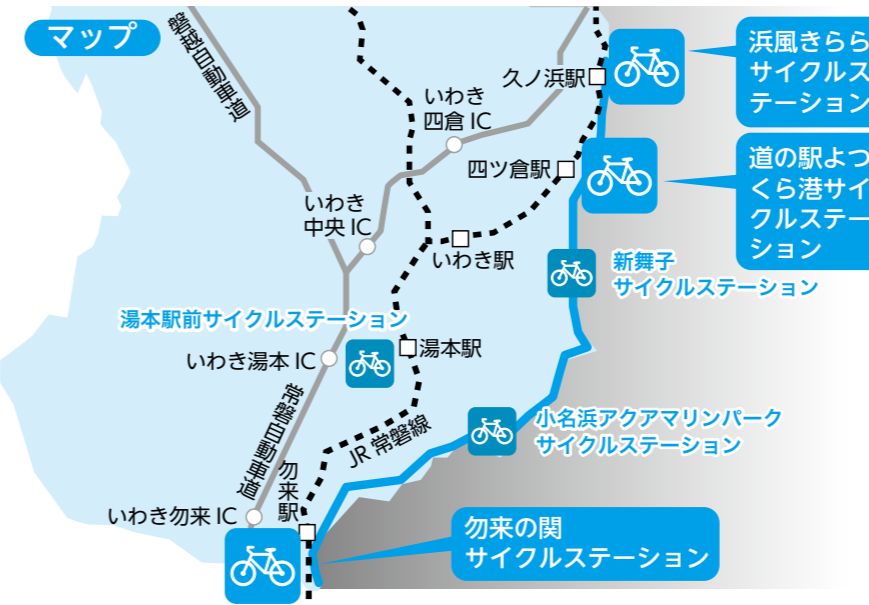 マップ
磐越自動車道
久ノ浜駅
浜風きらら
サイクルス
テーション
いわき
四倉 IC
四ツ倉駅
道の駅よつ
くら港サイ
クルステー
ション
いわき
中央 IC
いわき駅
新舞子
サイクルステーション
湯本駅前サイクルステーション
いわき湯本 IC
湯本駅
常磐自動車道
JR 常磐線
小名浜アクアマリンパーク
サイクルステーション
勿来駅
いわき勿来 IC
勿来の関
サイクルステーション